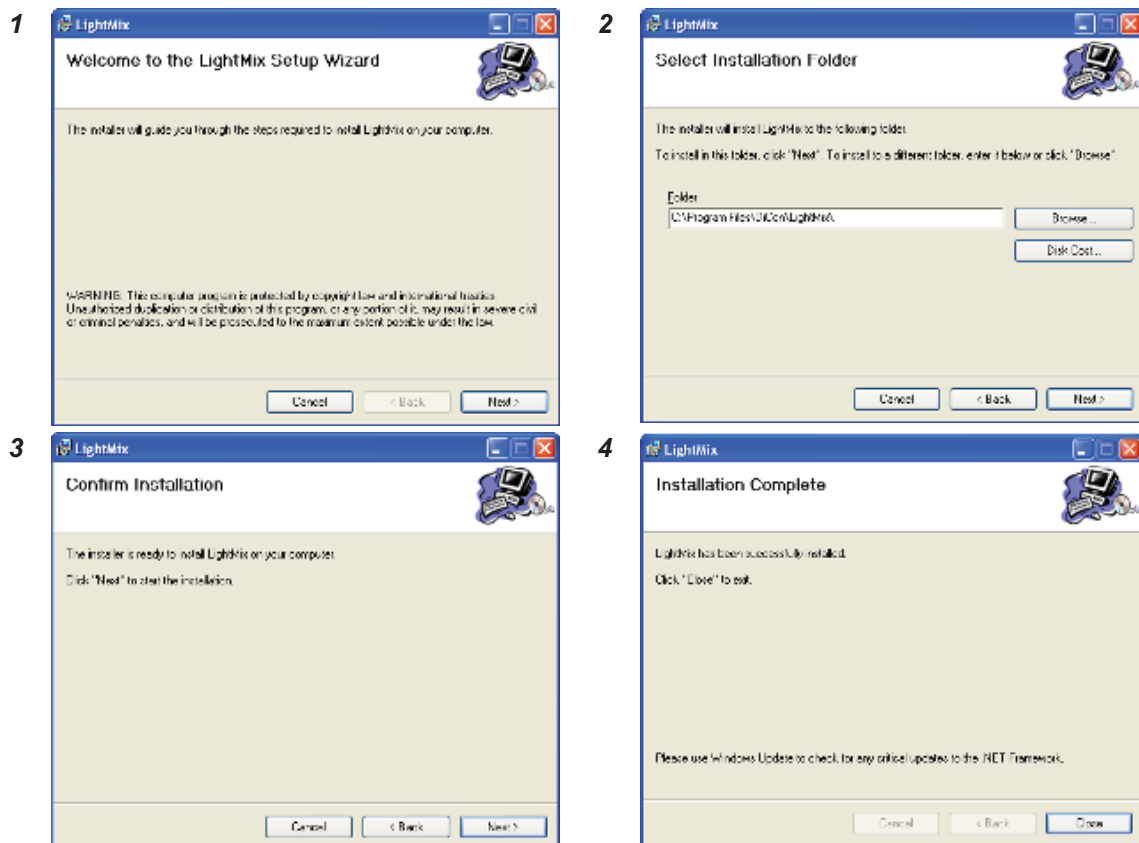 1
LightMix
Welcome to the LightMix Setup Wizard
The installer will guide you through the steps required to install LightMix on your computer.
WARNING: This computer program is protected by copyright law and international treaties.
Unauthorized duplication or distribution of this program, or any portion of it, may result in severe civil
or criminal penalties, and will be prosecuted to the maximum extent possible under the law.
Cancel
< Back
Next >
2
LightMix
Select Installation Folder
The installer will install LightMix to the following folder.
To install in this folder, click "Next". To install to a different folder, enter it below or click "Browse".
Folder
C:\Program Files\DiCon\LightMix\
Browse...
Disk Cost...
Cancel
< Back
Next >
3
LightMix
Confirm Installation
The installer is ready to install LightMix on your computer.
Click "Next" to start the installation.
Cancel
< Back
Next >
4
LightMix
Installation Complete
LightMix has been successfully installed.
Click "Close" to exit.
Please use Windows Update to check for any critical updates to the .NET Framework.
Cancel
< Back
Close